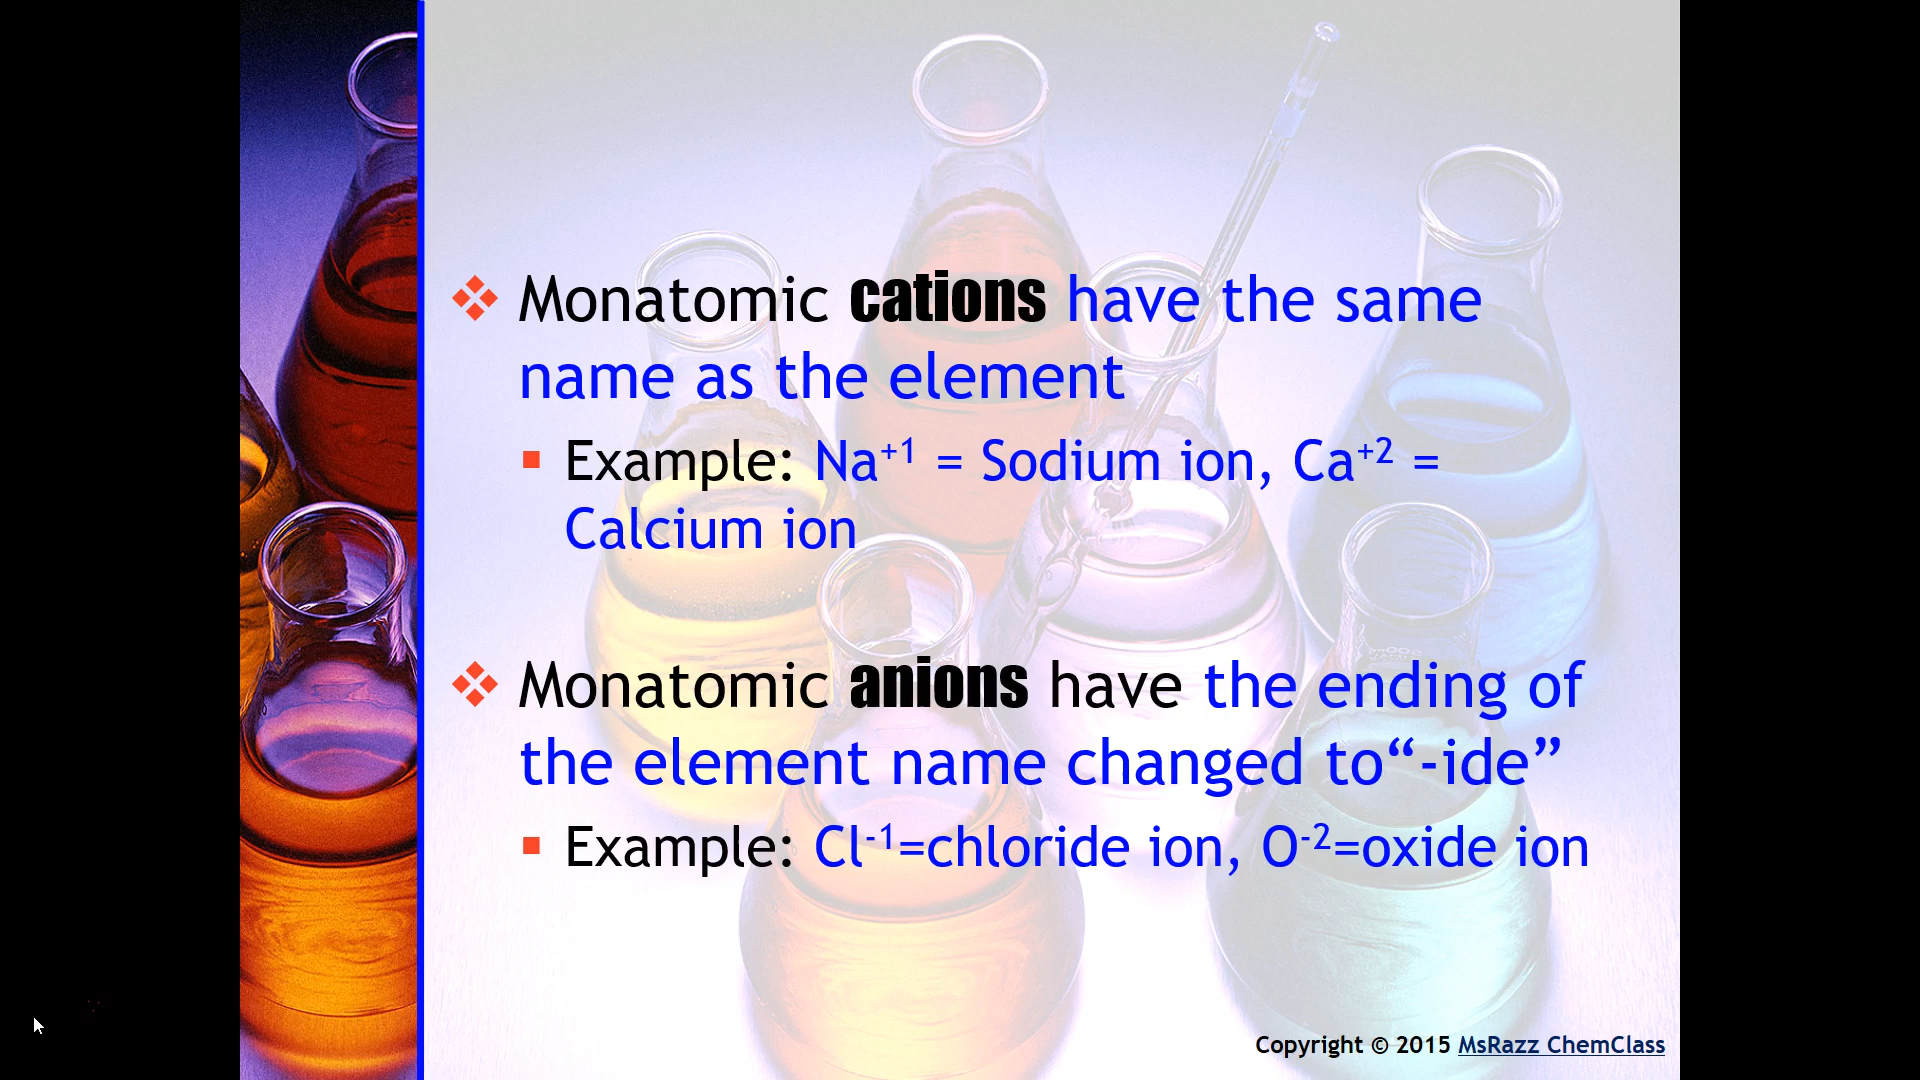 ❖ Monatomic cations have the same
name as the element
▪ Example: Na⁺¹ = Sodium ion, Ca⁺² =
Calcium ion
❖ Monatomic anions have the ending of
the element name changed to“-ide”
▪ Example: Cl⁻¹=chloride ion, O⁻²=oxide ion
Copyright © 2015 MsRazz ChemClass